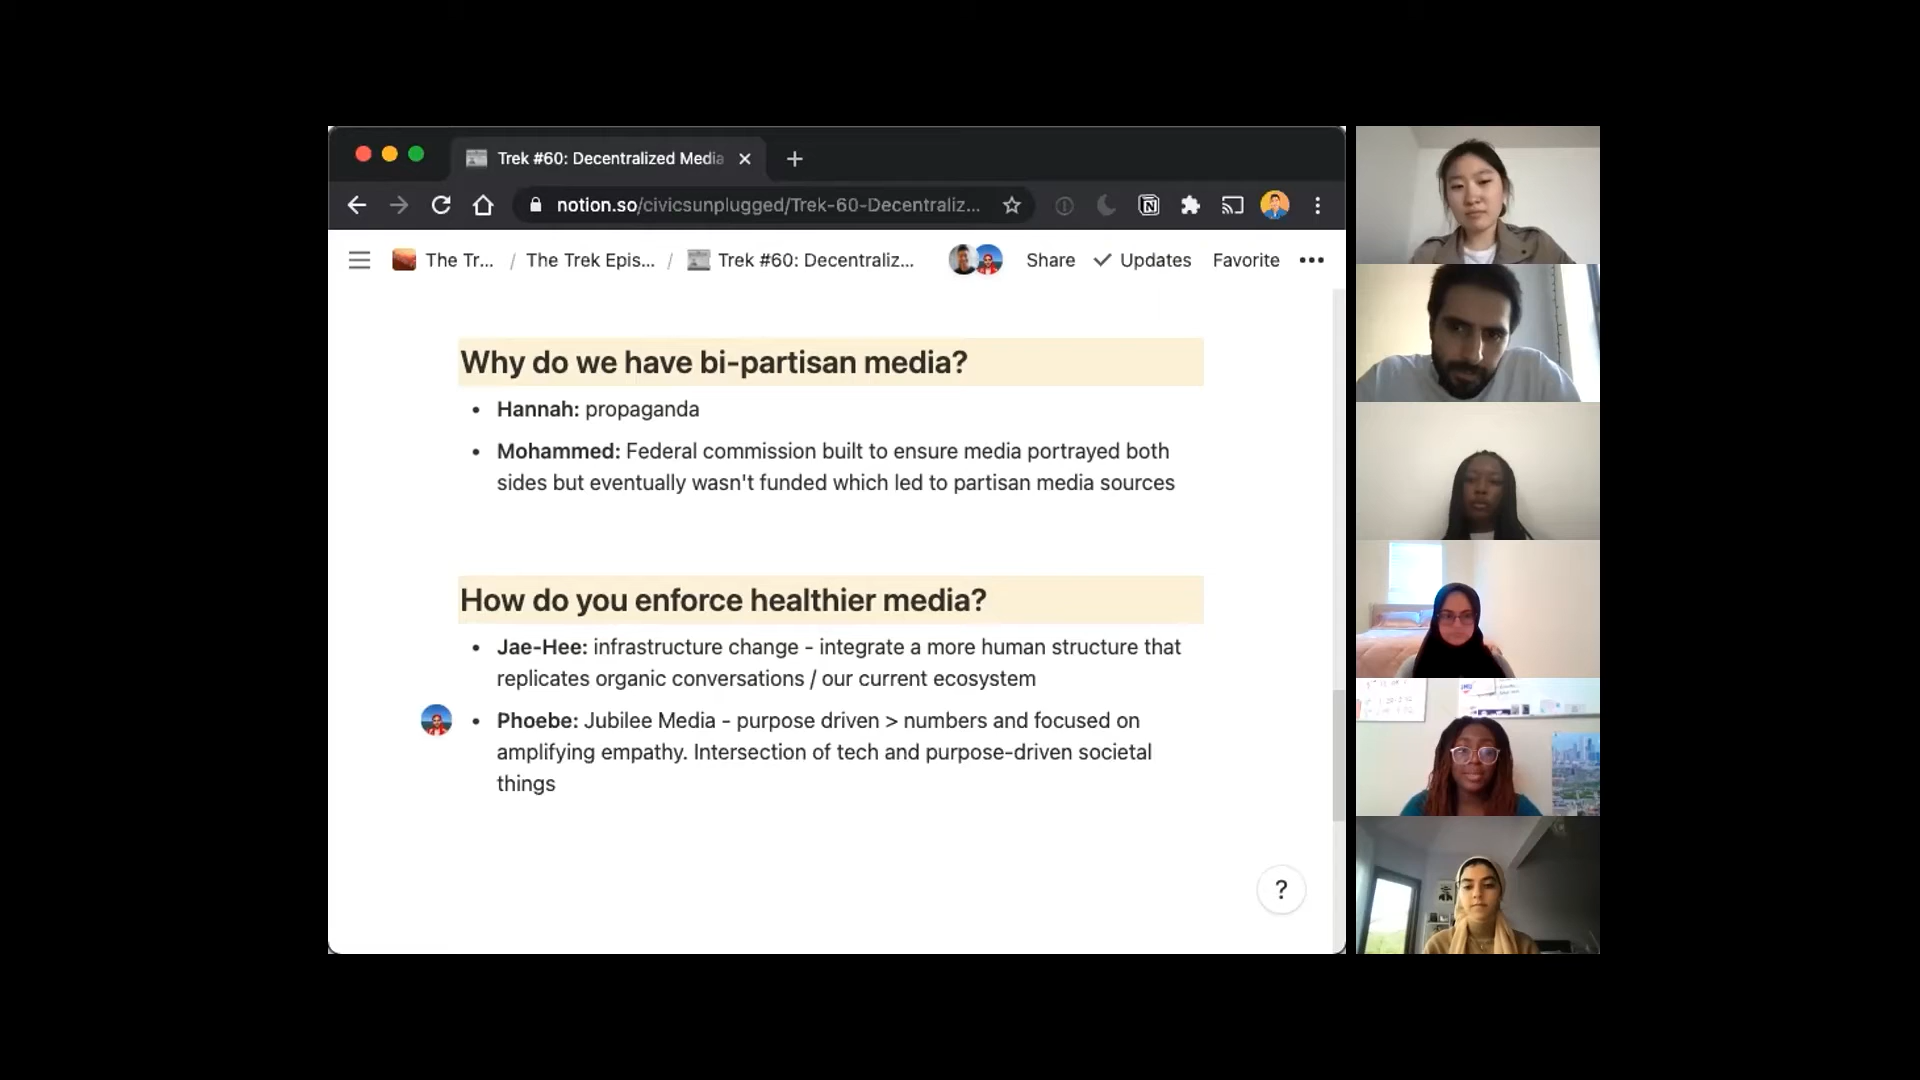 Trek #60: Decentralized Media
notion.so/civicsunplugged/Trek-60-Decentraliz...
The Tr... / The Trek Epis... / Trek #60: Decentraliz... Share Updates Favorite
Why do we have bi-partisan media?
• Hannah: propaganda
• Mohammed: Federal commission built to ensure media portrayed both
sides but eventually wasn't funded which led to partisan media sources
How do you enforce healthier media?
• Jae-Hee: infrastructure change - integrate a more human structure that
replicates organic conversations / our current ecosystem
• Phoebe: Jubilee Media - purpose driven > numbers and focused on
amplifying empathy. Intersection of tech and purpose-driven societal
things
?